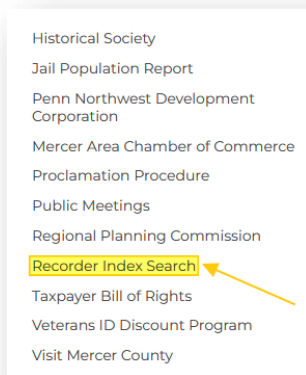 Historical Society
Jail Population Report
Penn Northwest Development
Corporation
Mercer Area Chamber of Commerce
Proclamation Procedure
Public Meetings
Regional Planning Commission
Recorder Index Search
Taxpayer Bill of Rights
Veterans ID Discount Program
Visit Mercer County